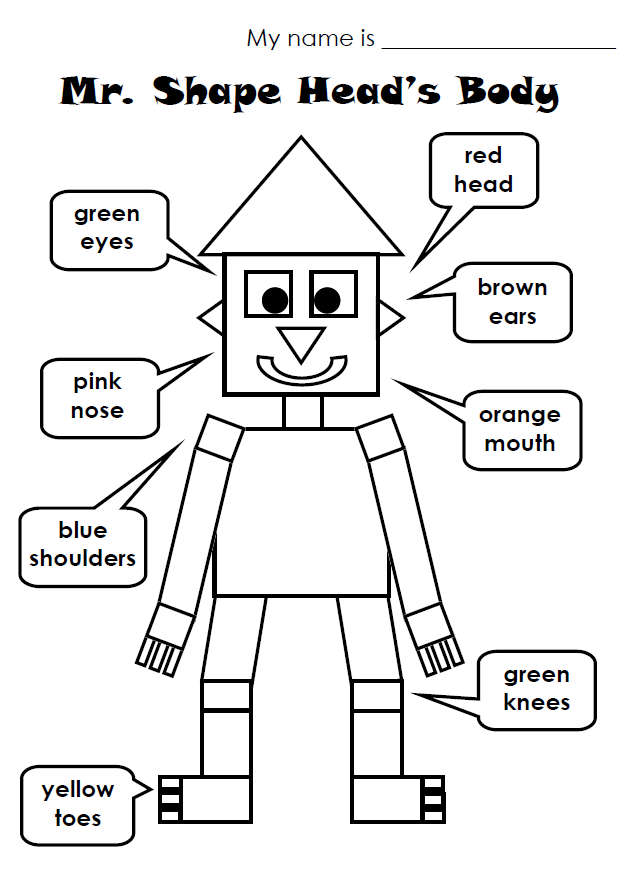 My name is ____________________
Mr. Shape Head's Body
red
head
green
eyes
brown
ears
pink
nose
orange
mouth
blue
shoulders
green
knees
yellow
toes